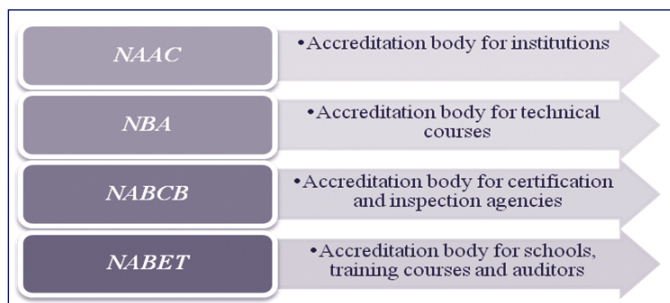 NAAC
•Accreditation body for institutions
NBA
•Accreditation body for technical
courses
NABCB
•Accreditation body for certification
and inspection agencies
NABET
•Accreditation body for schools,
training courses and auditors